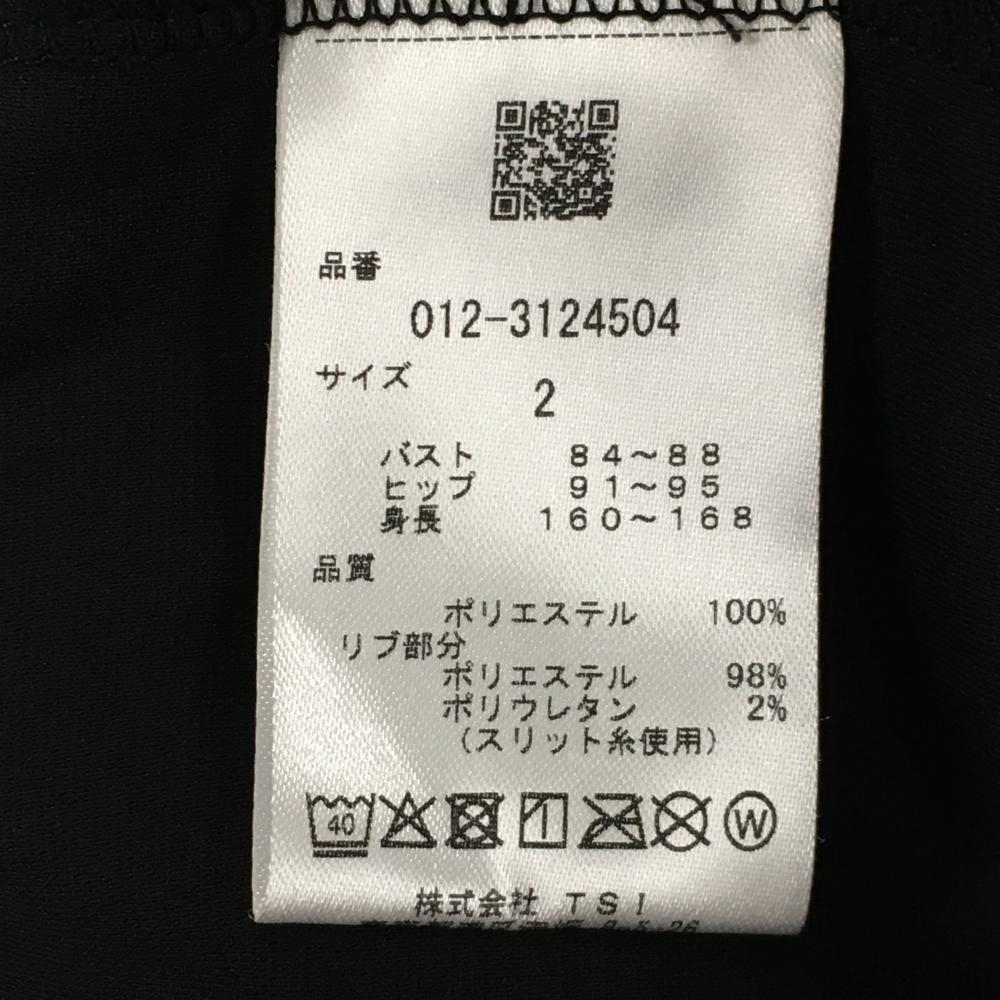 品番
012-3124504
サイズ
2
バスト 84～88
ヒップ 91～95
身長 160～168
品質
ポリエステル 100%
リブ部分
ポリエステル 98%
ポリウレタン 2%
(スリット糸使用)
40
W
株式会社 TSI